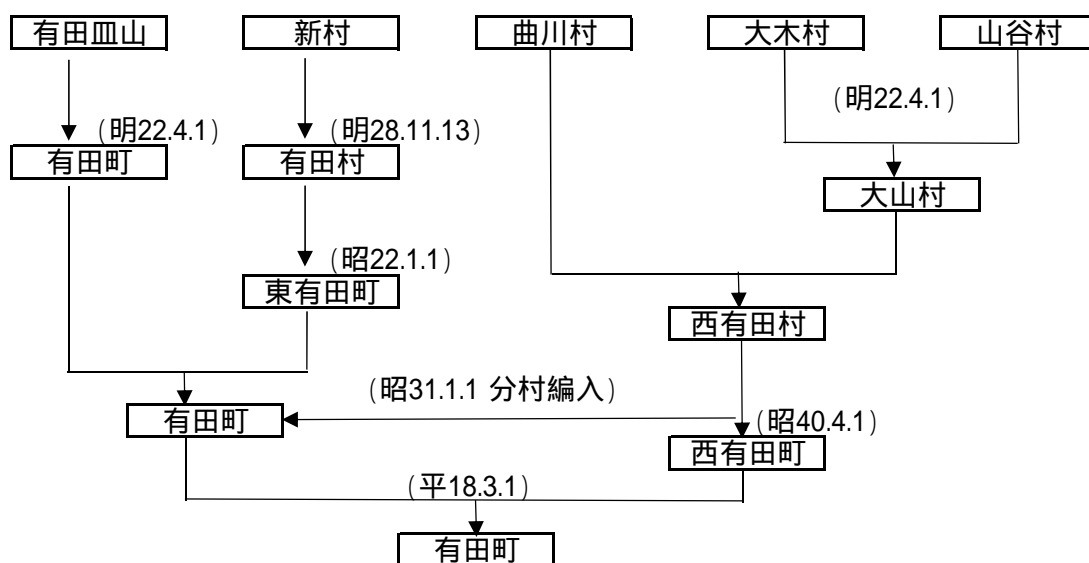 有田皿山
新村
曲川村
大木村
山谷村
(明22.4.1)
(明22.4.1)
(明28.11.13)
有田町
有田村
大山村
(昭22.1.1)
東有田町
西有田村
(昭31.1.1 分村編入)
有田町
(昭40.4.1)
西有田町
(平18.3.1)
有田町